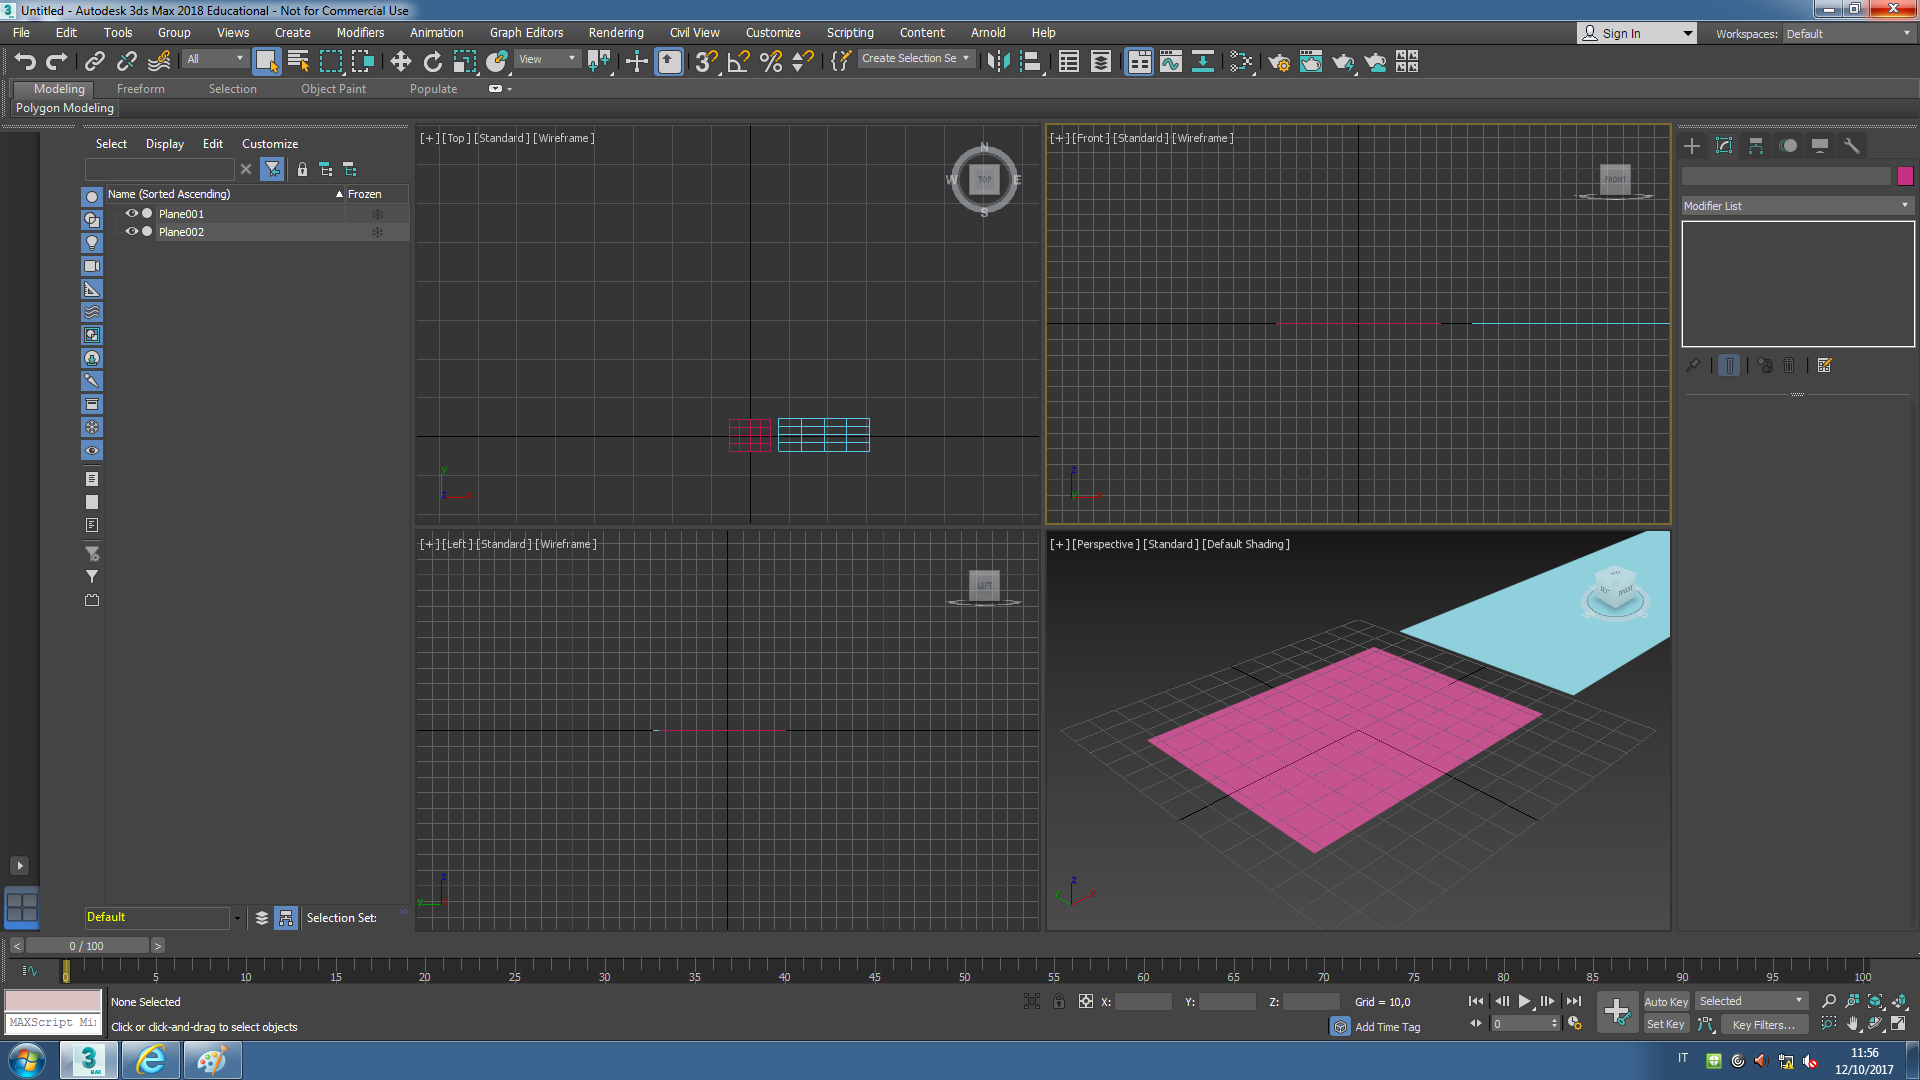 Untitled - Autodesk 3ds Max 2018 Educational - Not for Commercial Use
File Edit Tools Group Views Create Modifiers Animation Graph Editors Rendering Civil View Customize Scripting Content Arnold Help
Sign In Workspaces: Default
All View Create Selection Se
Modeling Freeform Selection Object Paint Populate
Polygon Modeling
Select Display Edit Customize
Name (Sorted Ascending) Frozen
Plane001
Plane002
[+] [Top] [Standard] [Wireframe]
N
W TOP E
S
y
z x
[+] [Front] [Standard] [Wireframe]
FRONT
z
y x
Modifier List
[+] [Left] [Standard] [Wireframe]
LEFT
z
y
[+] [Perspective] [Standard] [Default Shading]
FRONT
z
y x
Default Selection Set:
< 0 / 100 >
0 5 10 15 20 25 30 35 40 45 50 55 60 65 70 75 80 85 90 95 100
None Selected X: Y: Z: Grid = 10,0 Auto Key Selected
MAXScript Mi Click or click-and-drag to select objects Add Time Tag 0 Set Key Key Filters...
3 MAX
IT
11:56
12/10/2017